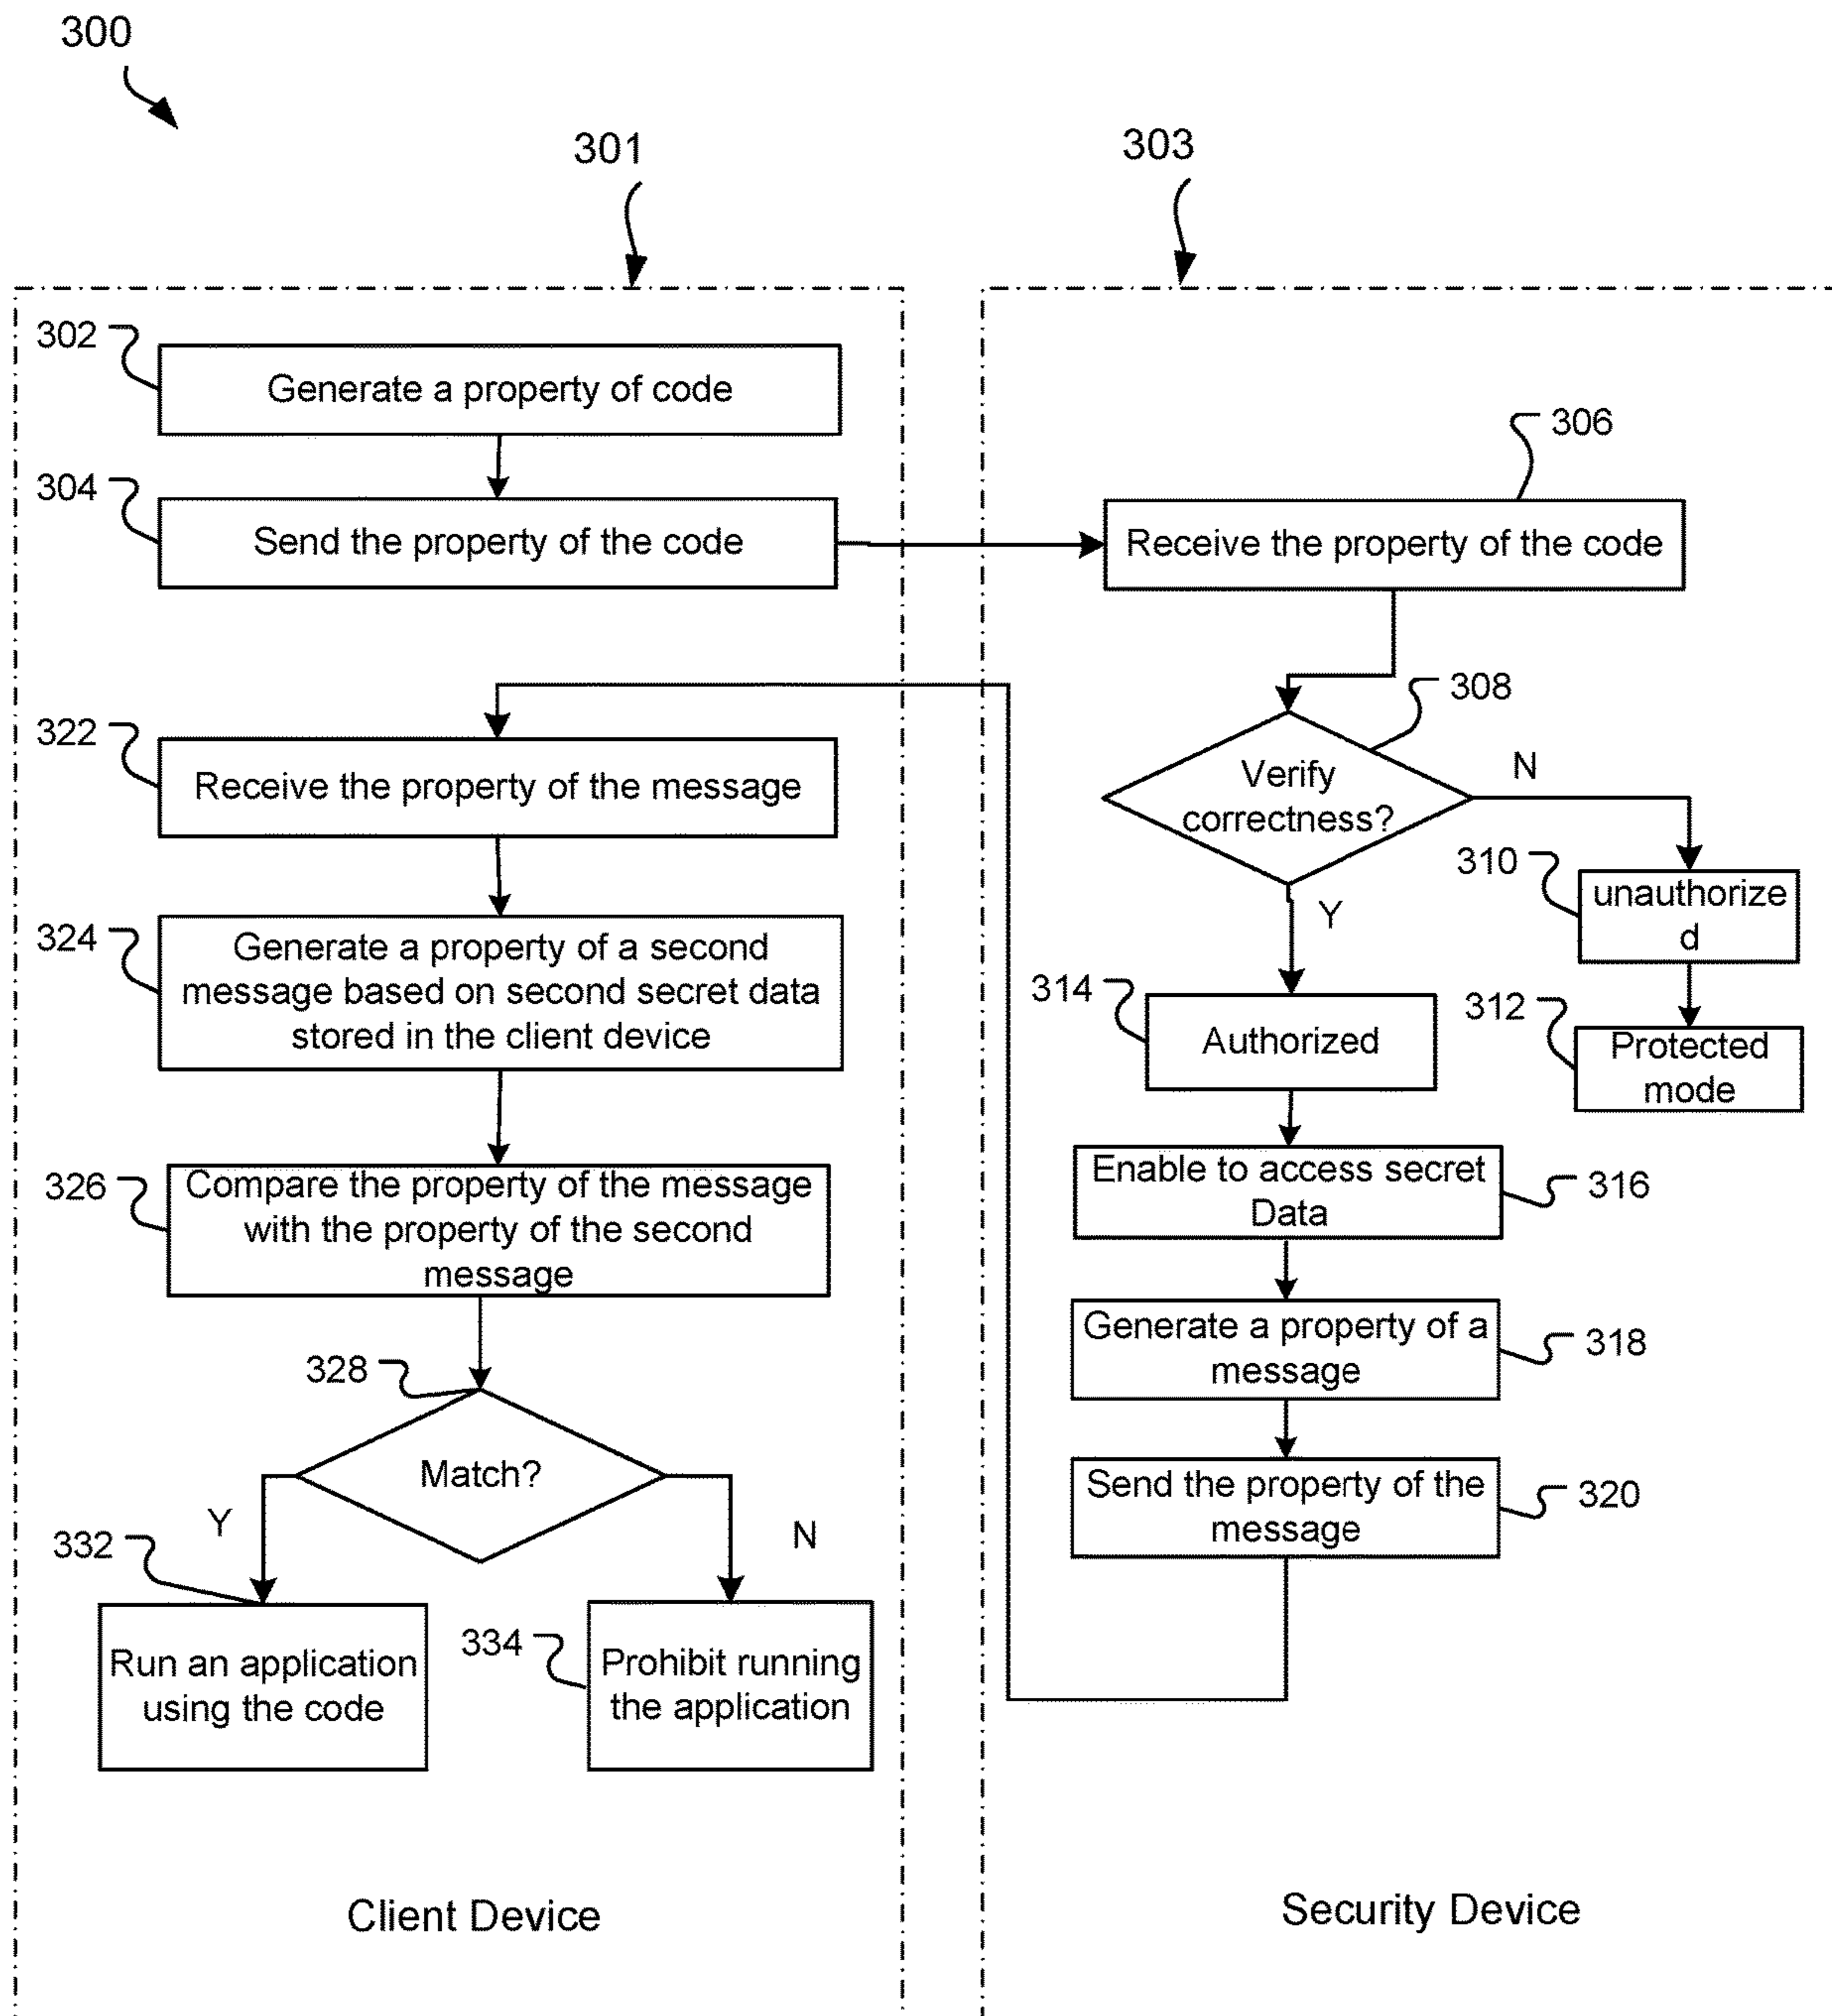 300
301
303
302
Generate a property of code
304
Send the property of the code
306
Receive the property of the code
308
Verify
correctness?
N
Y
310
unauthorize
d
312
Protected
mode
314
Authorized
316
Enable to access secret
Data
318
Generate a property of a
message
320
Send the property of the
message
322
Receive the property of the message
324
Generate a property of a second
message based on second secret data
stored in the client device
326
Compare the property of the message
with the property of the second
message
328
Match?
Y
N
332
Run an application
using the code
334
Prohibit running
the application
Client Device
Security Device